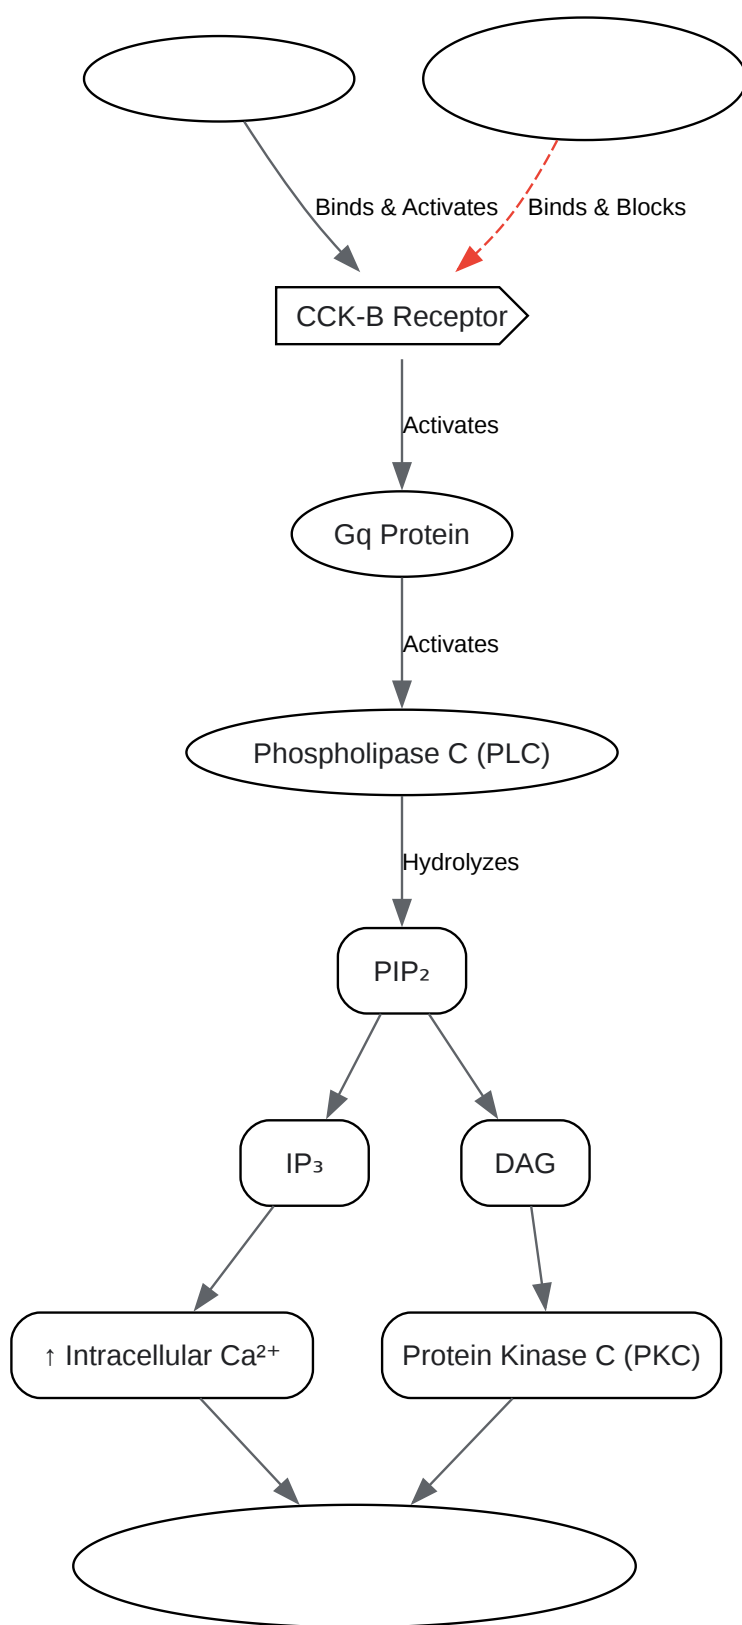 Binds & Activates
Binds & Blocks
CCK-B Receptor
Activates
Gq Protein
Activates
Phospholipase C (PLC)
Hydrolyzes
PIP₂
IP₃
DAG
↑ Intracellular Ca²⁺
Protein Kinase C (PKC)